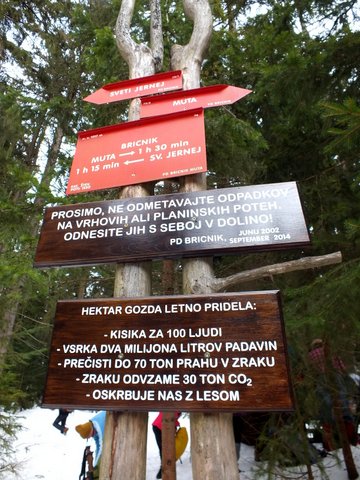 SVETI JERNEJ
MUTA
BRICNIK
MUTA → 1 h 30 min
1 h 15 min ← SV. JERNEJ
PD BRICNIK MUTA
PROSIMO, NE ODMETAVAJTE ODPADKOV
NA VRHOVIH ALI PLANINSKIH POTEH.
ODNESITE JIH S SEBOJ V DOLINO!
PD BRICNIK, JUNIJ 2002
SEPTEMBER 2014
HEKTAR GOZDA LETNO PRIDELA:
- KISIKA ZA 100 LJUDI
- VSRKA DVA MILIJONA LITROV PADAVIN
- PREČISTI DO 70 TON PRAHU V ZRAKU
- ZRAKU ODVZAME 30 TON CO₂
- OSKRBUJE NAS Z LESOM